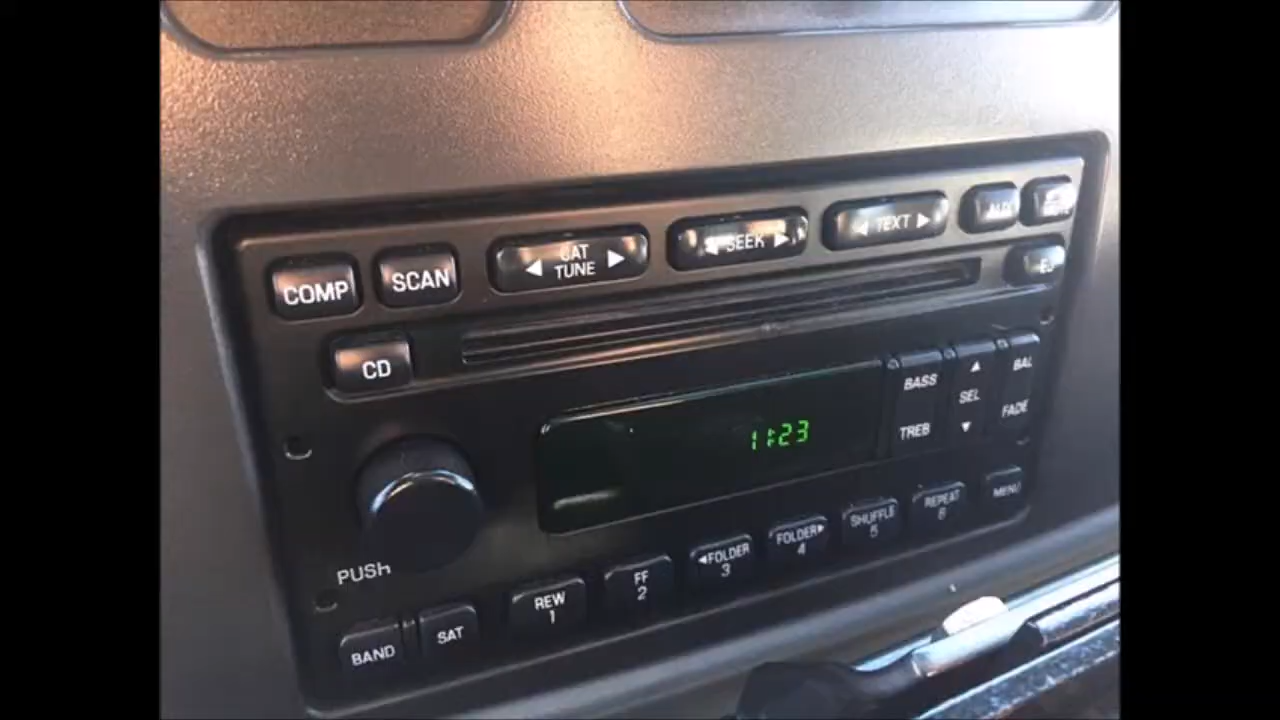 COMP
SCAN
SAT
TUNE
SEEK
TEXT
AUX
CD
BASS
TREB
SEL
BAL
FADE
11:23
PUSH
BAND
SAT
REW
1
FF
2
FOLDER
3
FOLDER
4
SHUFFLE
5
REPEAT
6
MENU